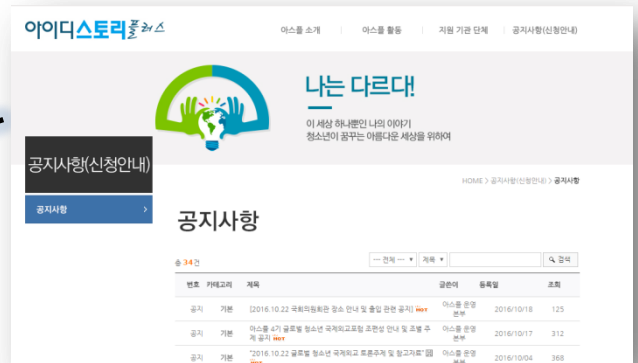 아이디스토리플러스
아스플 소개 아스플 활동 지원 기관 단체 공지사항(신청안내)
나는 다르다!
이 세상 하나뿐인 나의 이야기
청소년이 꿈꾸는 아름다운 세상을 위하여
공지사항(신청안내)
HOME > 공지사항(신청안내) > 공지사항
공지사항
공지사항
총 34건 --- 전체 --- 제목 검색
번호 카테고리 제목 글쓴이 등록일 조회
공지 기본 [2016.10.22 국회의원회관 장소 안내 및 출입 관련 공지] HOT 아스플 운영본부 2016/10/18 125
공지 기본 아스플 4기 글로벌 청소년 국제외교포럼 조편성 안내 및 조별 주
제 공지 HOT 아스플 운영본부 2016/10/17 312
공지 기본 "2016.10.22 글로벌 청소년 국제외교 토론주제 및 참고자료"
HOT 아스플 운영본부 2016/10/04 368